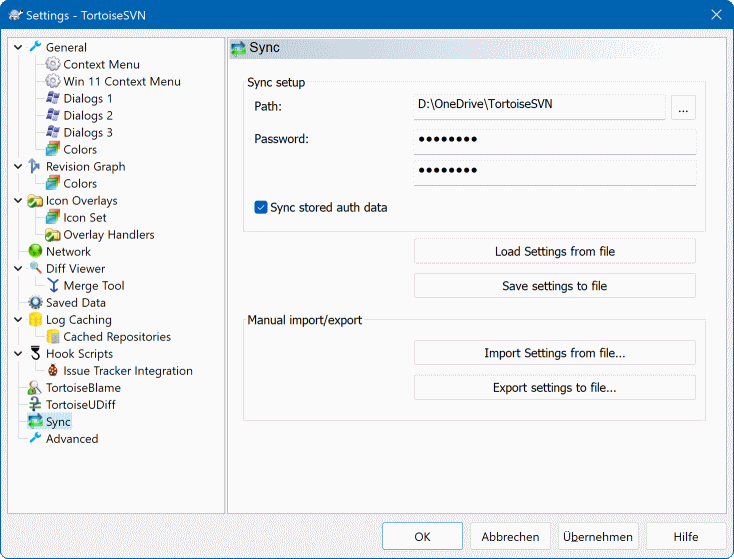 Settings - TortoiseSVN
General
Context Menu
Win 11 Context Menu
Dialogs 1
Dialogs 2
Dialogs 3
Colors
Revision Graph
Colors
Icon Overlays
Icon Set
Overlay Handlers
Network
Diff Viewer
Merge Tool
Saved Data
Log Caching
Cached Repositories
Hook Scripts
Issue Tracker Integration
TortoiseBlame
TortoiseUDiff
Sync
Advanced
Sync
Sync setup
Path: D:\OneDrive\TortoiseSVN ...
Password: ●●●●●●●●
●●●●●●●●
Sync stored auth data
Load Settings from file
Save settings to file
Manual import/export
Import Settings from file...
Export settings to file...
OK Abbrechen Übernehmen Hilfe